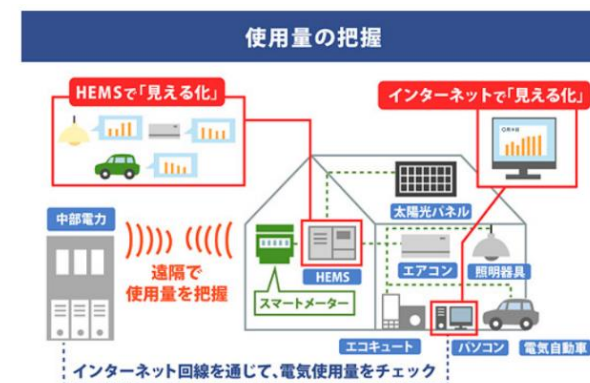 使用量の把握
HEMSで「見える化」
インターネットで「見える化」
中部電力
太陽光パネル
遠隔で
使用量を把握
HEMS
エアコン
照明器具
スマートメーター
エコキュート
パソコン
電気自動車
インターネット回線を通じて、電気使用量をチェック